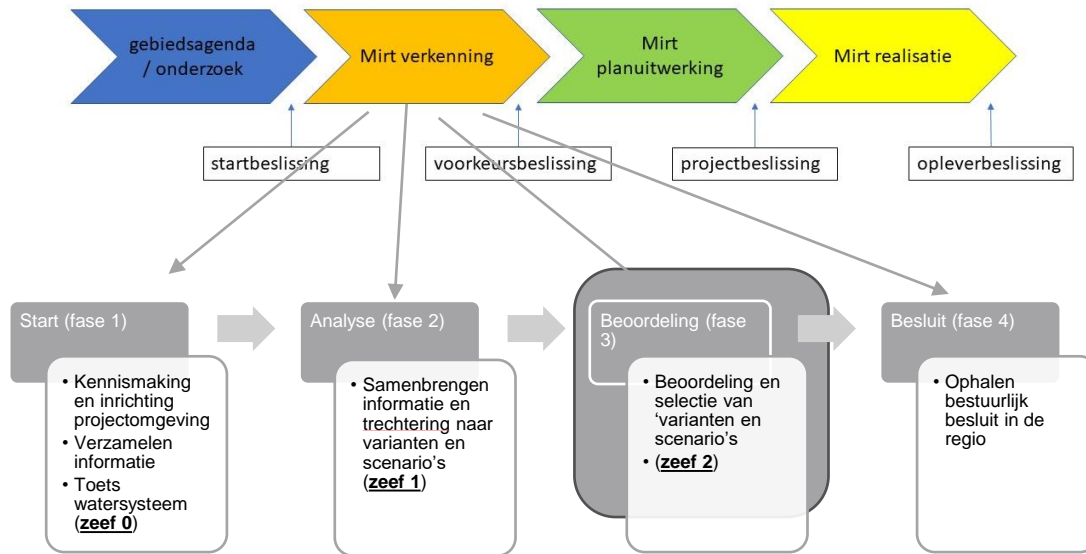 gebiedsagenda
/ onderzoek
Mirt verkenning
Mirt
planuitwerking
Mirt realisatie
startbeslissing
voorkeursbeslissing
projectbeslissing
opleverbeslissing
Start (fase 1)
• Kennismaking
en inrichting
projectomgeving
• Verzamelen
informatie
• Toets
watersysteem
(zeef 0)
Analyse (fase 2)
• Samenbrengen
informatie en
trechtering naar
varianten en
scenario’s
(zeef 1)
Beoordeling (fase
3)
• Beoordeling en
selectie van
‘varianten en
scenario’s
• (zeef 2)
Besluit (fase 4)
• Ophalen
bestuurlijk
besluit in de
regio